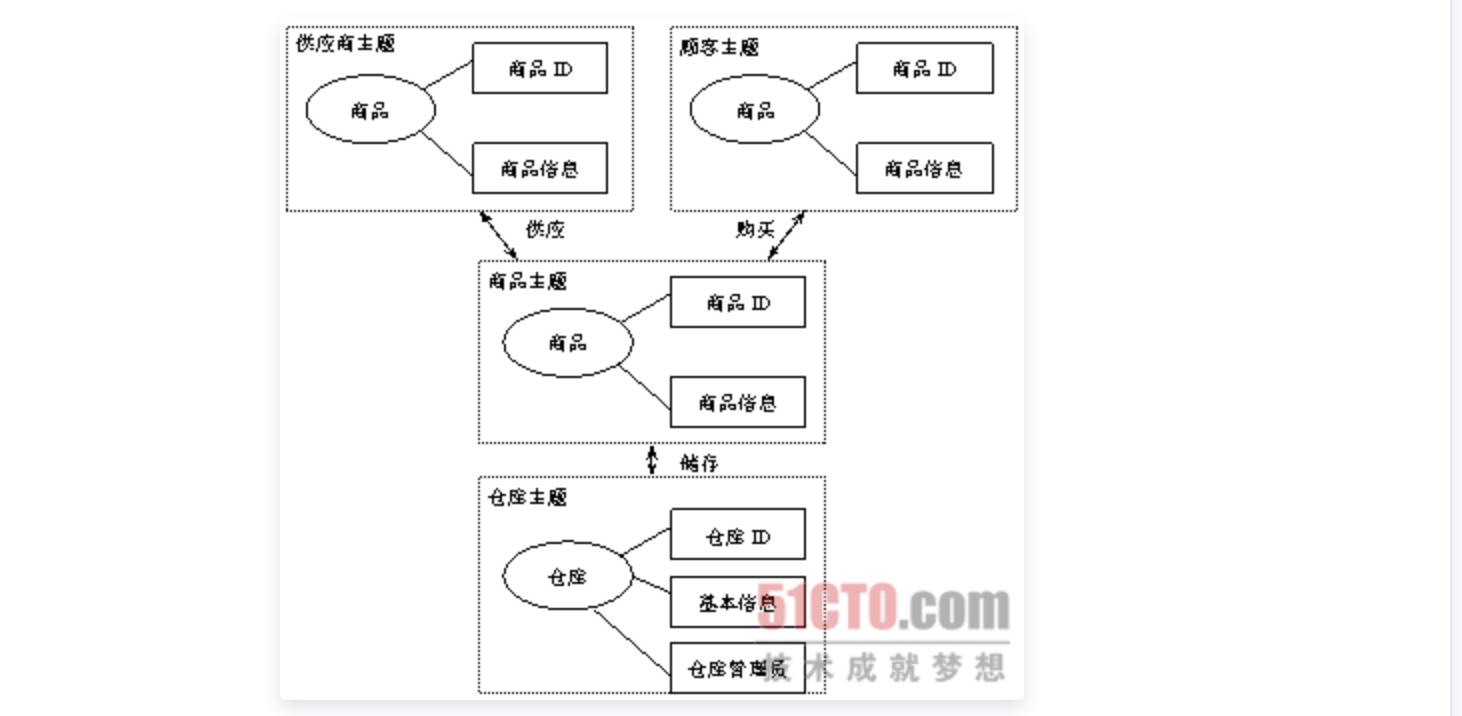 供应商主题
商品 ID
商品
商品信息
顾客主题
商品 ID
商品
商品信息
供应
购买
商品主题
商品 ID
商品
商品信息
储存
仓库主题
仓库 ID
仓库
基本信息
仓库管理员
51CTO.com
技术成就梦想